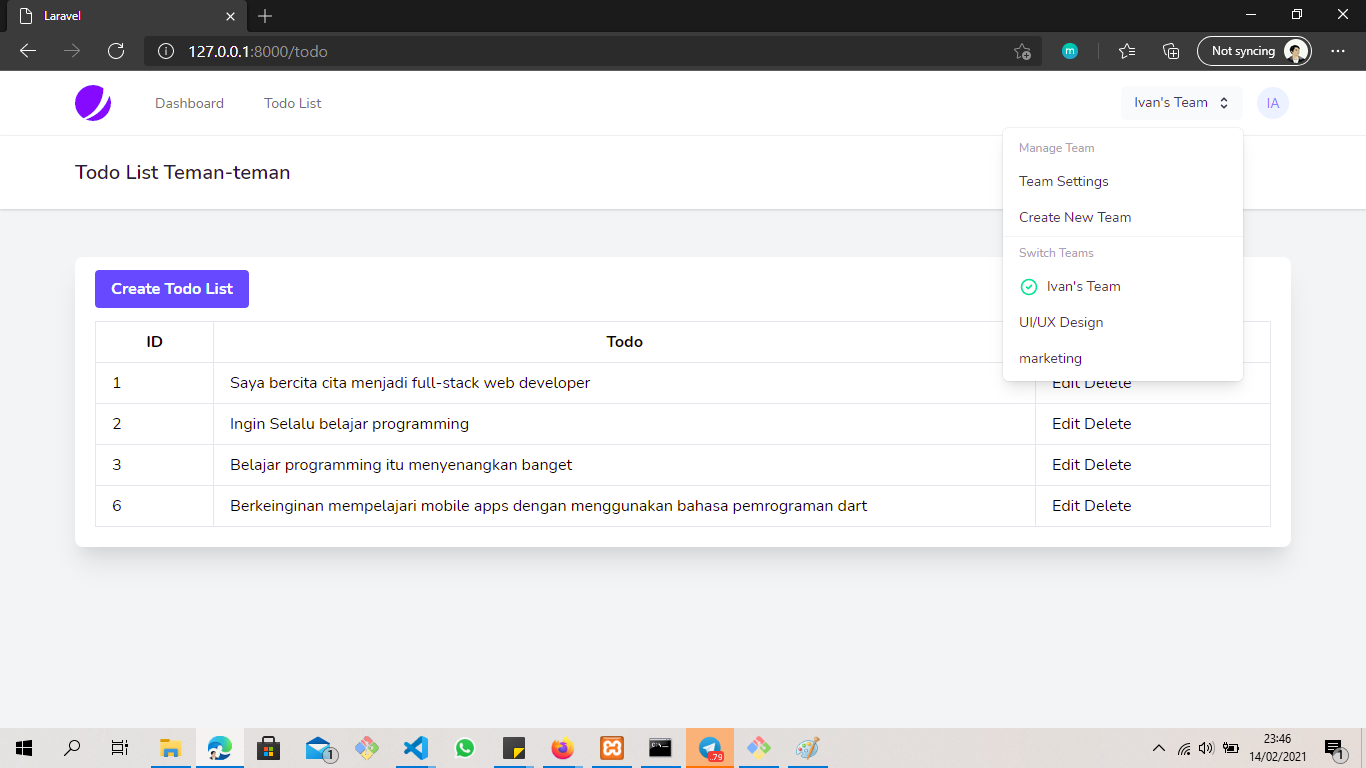 Laravel
127.0.0.1:8000/todo
m
Not syncing
Dashboard
Todo List
Ivan's Team
IA
Manage Team
Team Settings
Create New Team
Switch Teams
Ivan's Team
UI/UX Design
marketing
Todo List Teman-teman
Create Todo List
ID Todo
1 Saya bercita cita menjadi full-stack web developer Edit Delete
2 Ingin Selalu belajar programming Edit Delete
3 Belajar programming itu menyenangkan banget Edit Delete
6 Berkeinginan mempelajari mobile apps dengan menggunakan bahasa pemrograman dart Edit Delete
1
79
23:46
14/02/2021
1